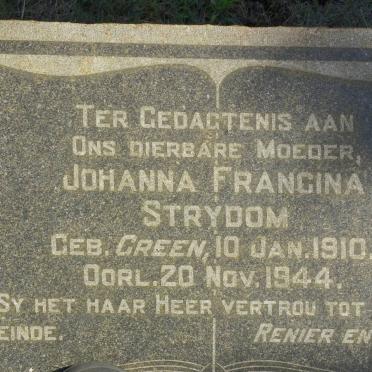 TER GEDAGTENIS AAN
ONS DIERBARE MOEDER,
JOHANNA FRANCINA
STRYDOM
GEB. GREEN, 10 JAN. 1910.
OORL. 20 NOV. 1944.
SY HET HAAR HEER VERTROU TOT
EINDE. RENIER EN